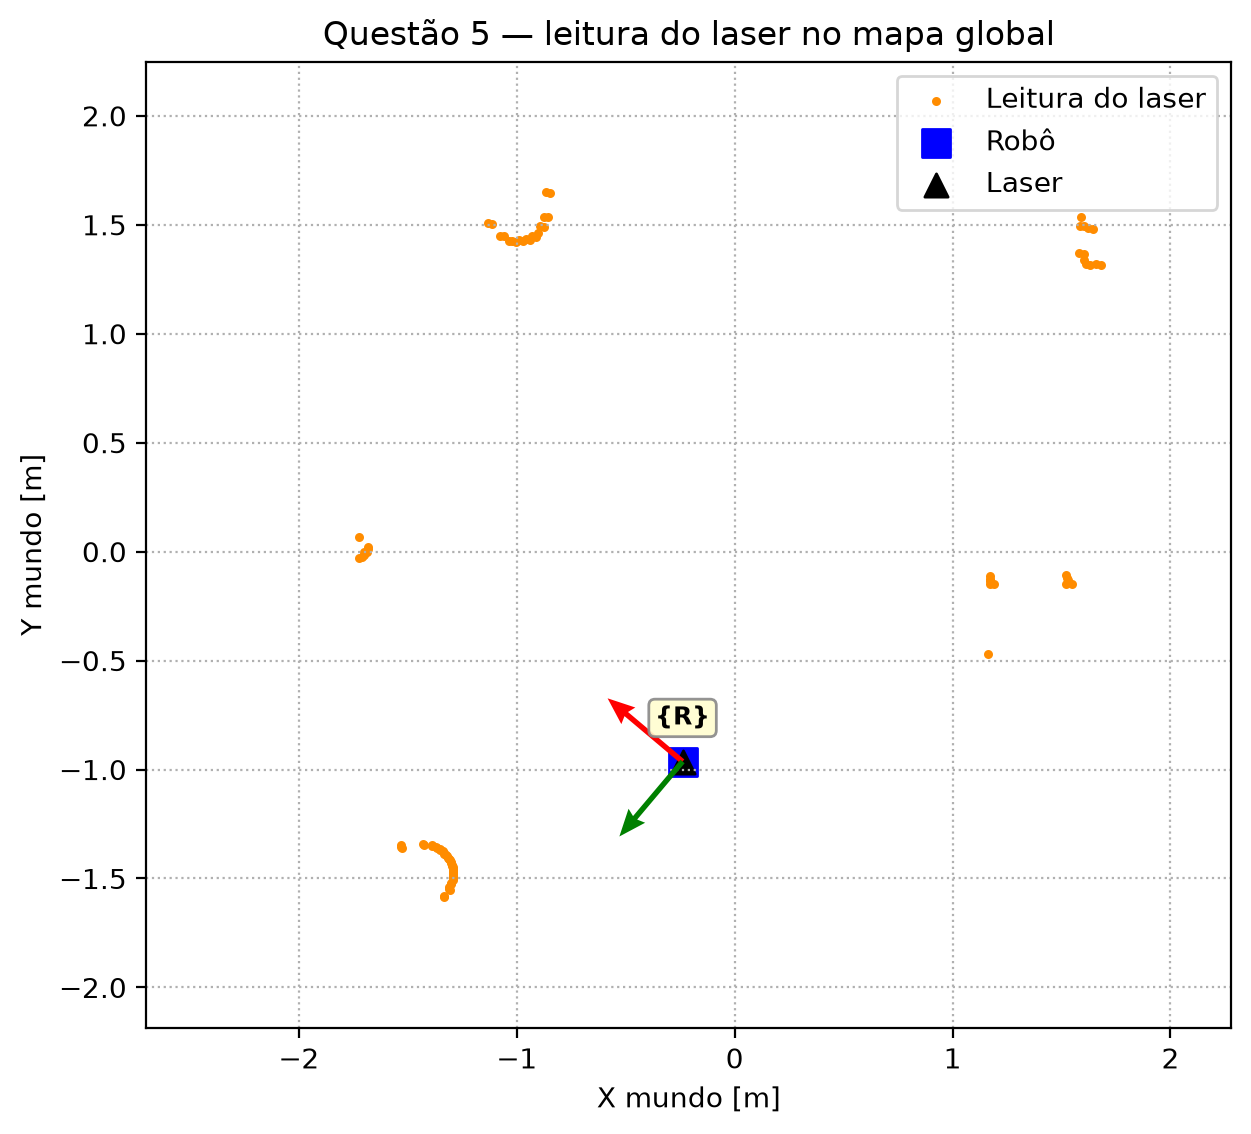 Questão 5 — leitura do laser no mapa global
Leitura do laser
Robô
Laser
2.0
1.5
1.0
0.5
0.0
−0.5
−1.0
−1.5
−2.0
Y mundo [m]
{R}
−2
−1
0
1
2
X mundo [m]